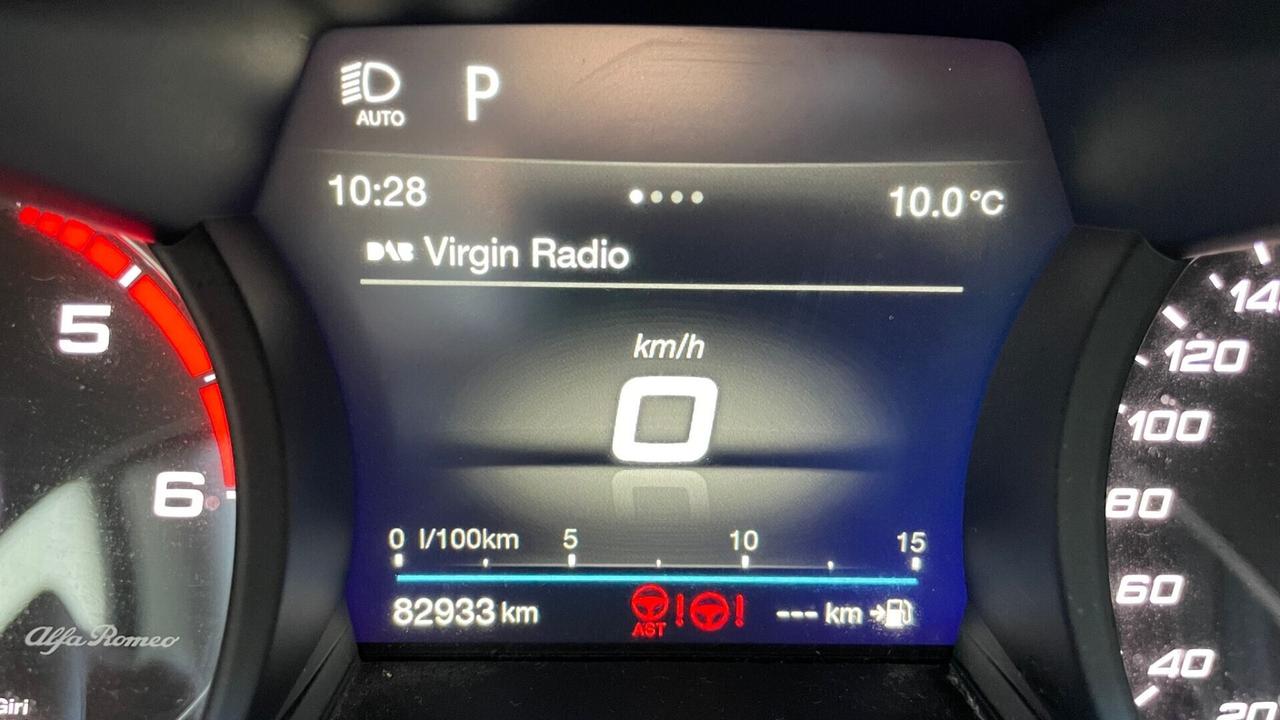 AUTO P
10:28 10.0 °C
DAB Virgin Radio
km/h
0
0 l/100km 5 10 15
82933 km AST ! ! --- km
5
6
Alfa Romeo
Giri
120
100
80
60
40
20